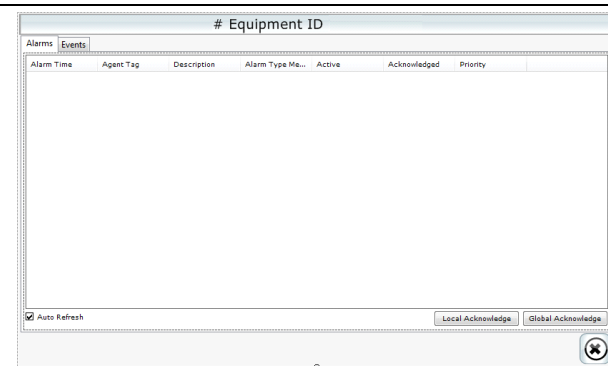 # Equipment ID
Alarms Events
Alarm Time Agent Tag Description Alarm Type Me... Active Acknowledged Priority
Auto Refresh Local Acknowledge Global Acknowledge